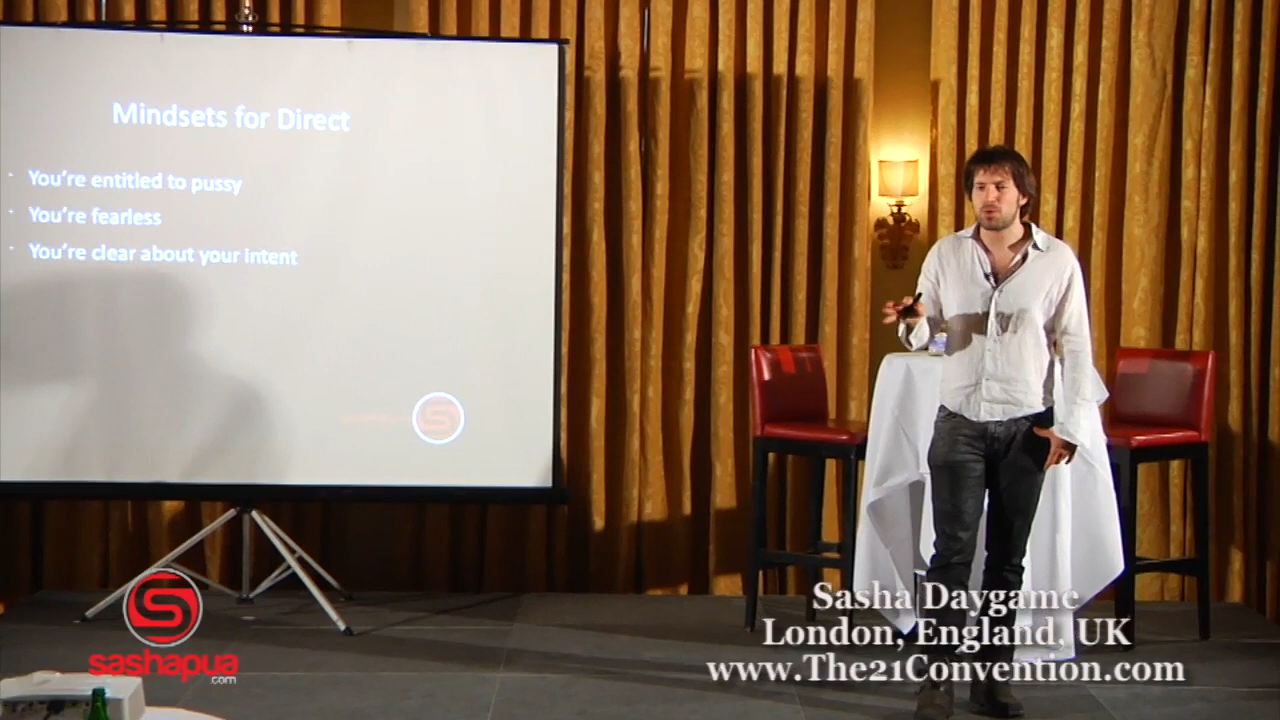 Mindsets for Direct
· You're entitled to pussy
· You're fearless
· You're clear about your intent
S
S
sashapua
.com
Sasha Daygame
London, England, UK
www.The21Convention.com